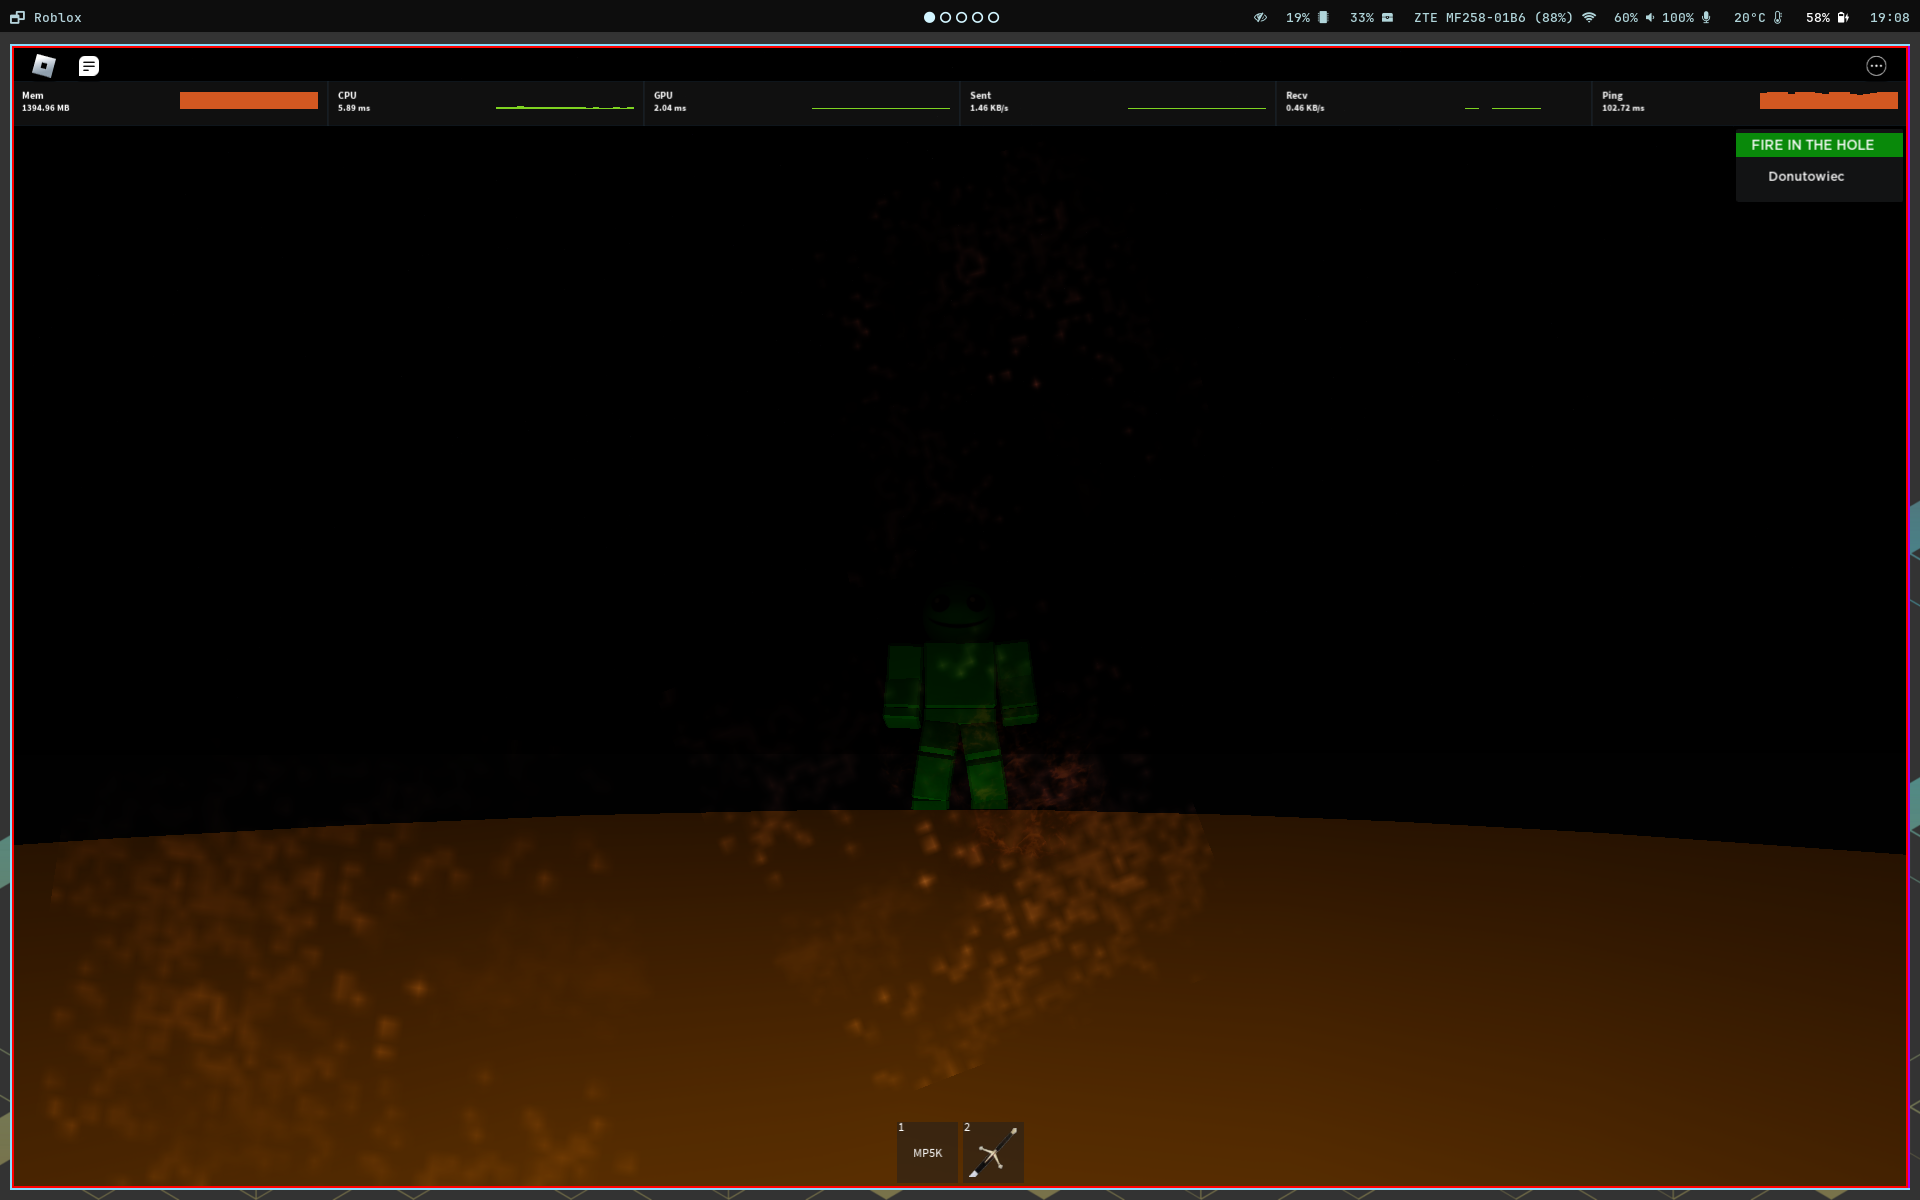 Roblox
19%
33%
ZTE MF258-01B6 (88%)
60%
100%
20°C
58%
19:08
Mem
1394.96 MB
CPU
5.89 ms
GPU
2.04 ms
Sent
1.46 KB/s
Recv
0.46 KB/s
Ping
102.72 ms
FIRE IN THE HOLE
Donutowiec
1
MP5K
2